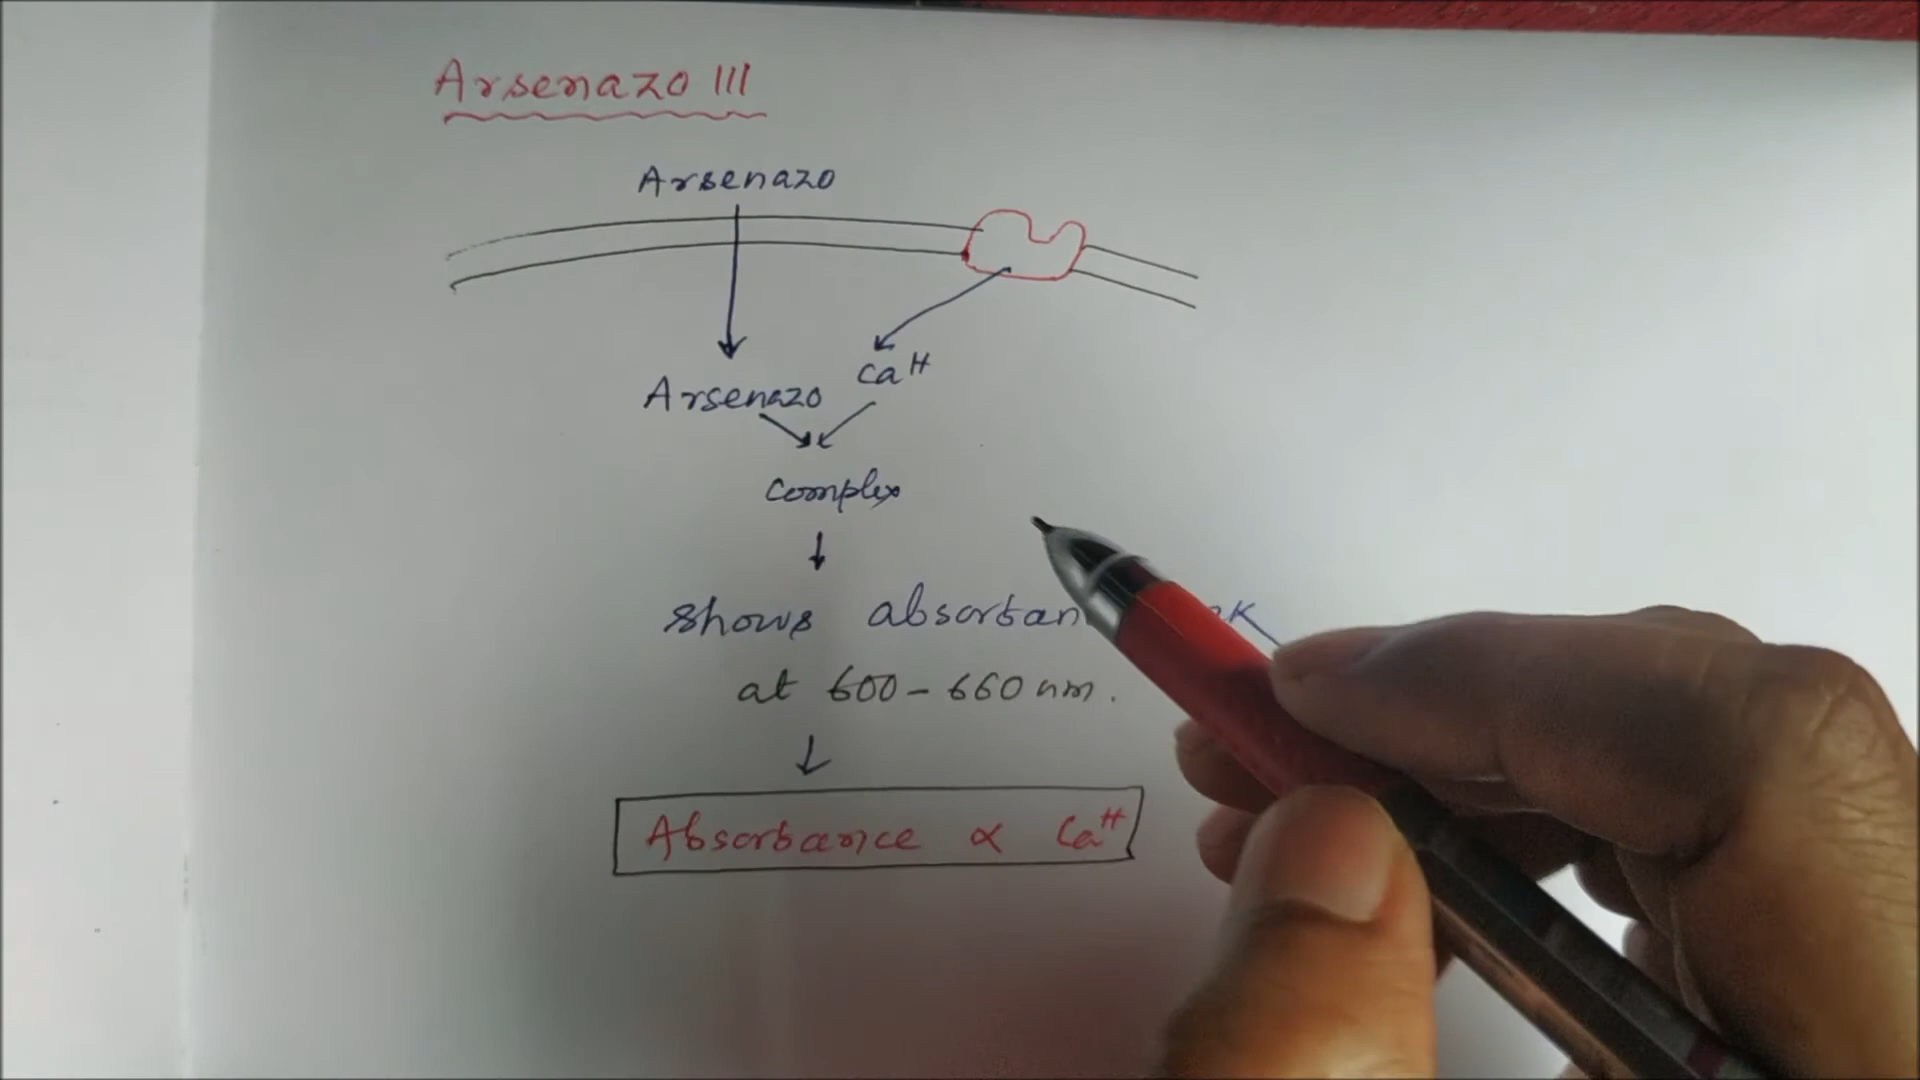 Arsenazo III
Arsenazo
Arsenazo Ca++
Complex
shows
at 600-660 nm.
Absorbance ∝ Ca++